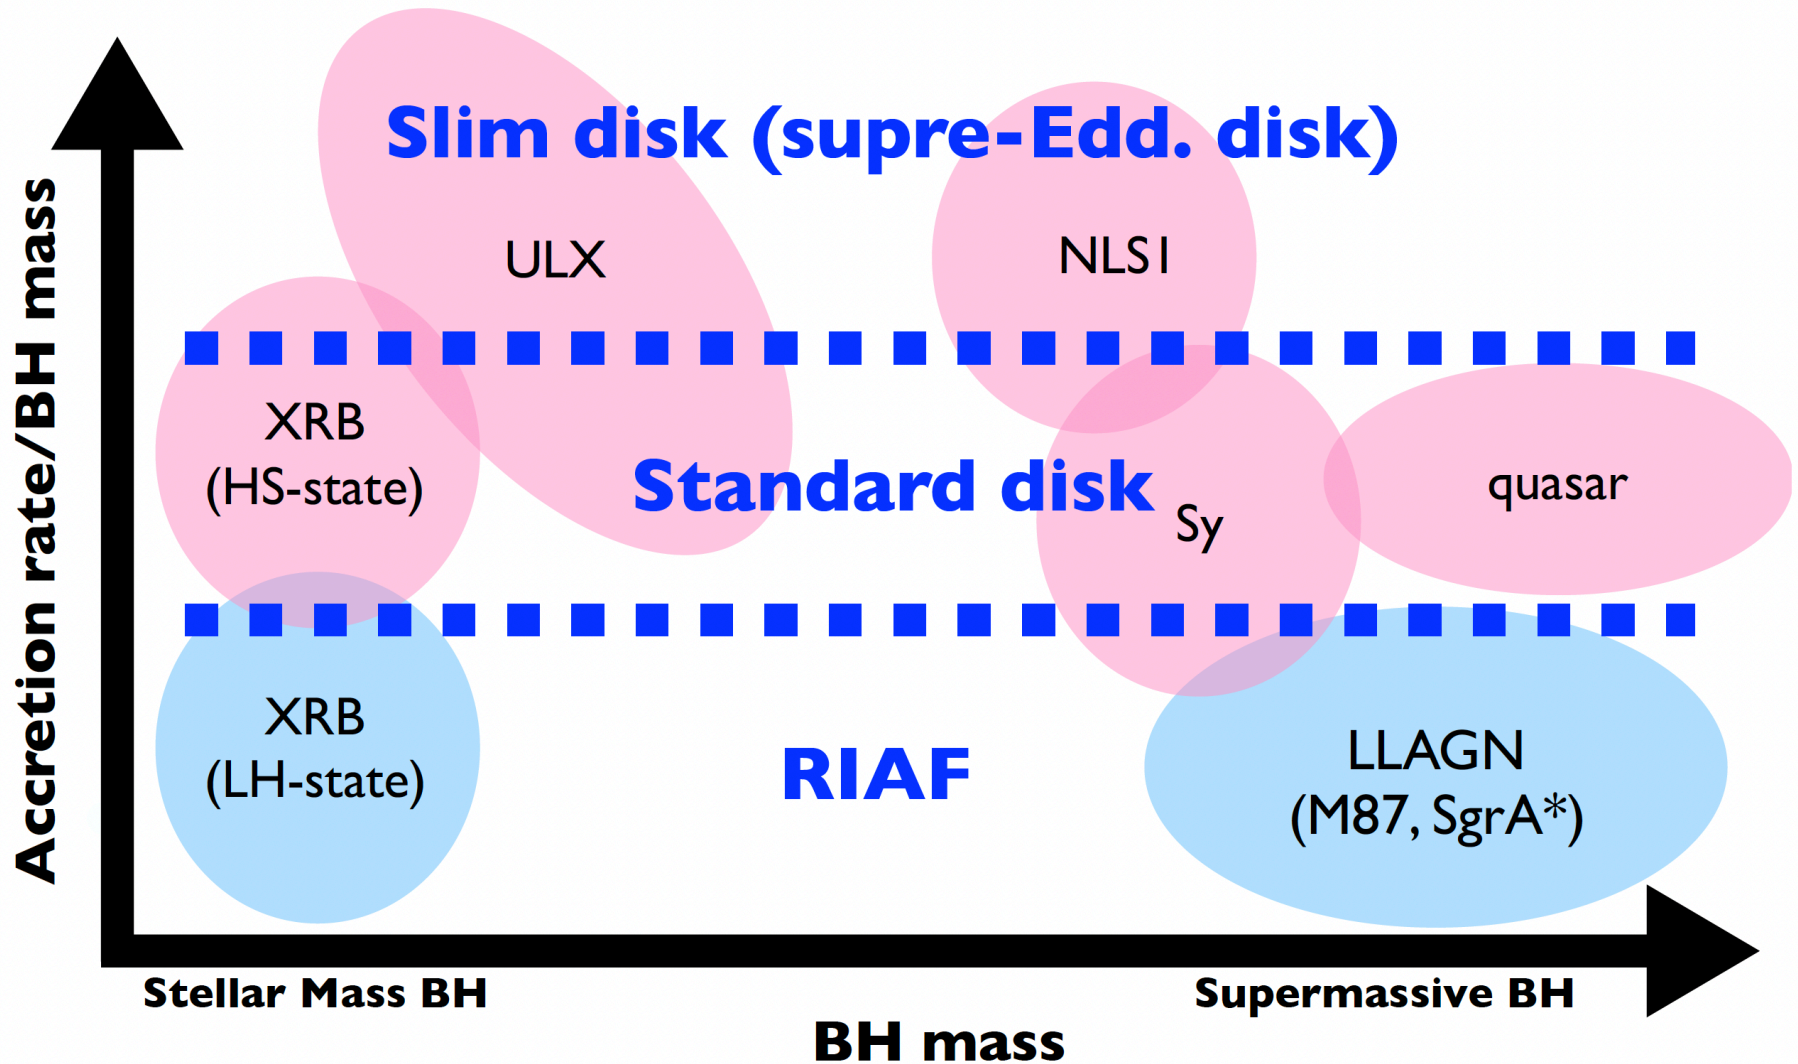 Slim disk (supre-Edd. disk)
ULX
NLS1
XRB
(HS-state)
Standard disk
Sy
quasar
XRB
(LH-state)
RIAF
LLAGN
(M87, SgrA*)
Accretion rate/BH mass
Stellar Mass BH
Supermassive BH
BH mass